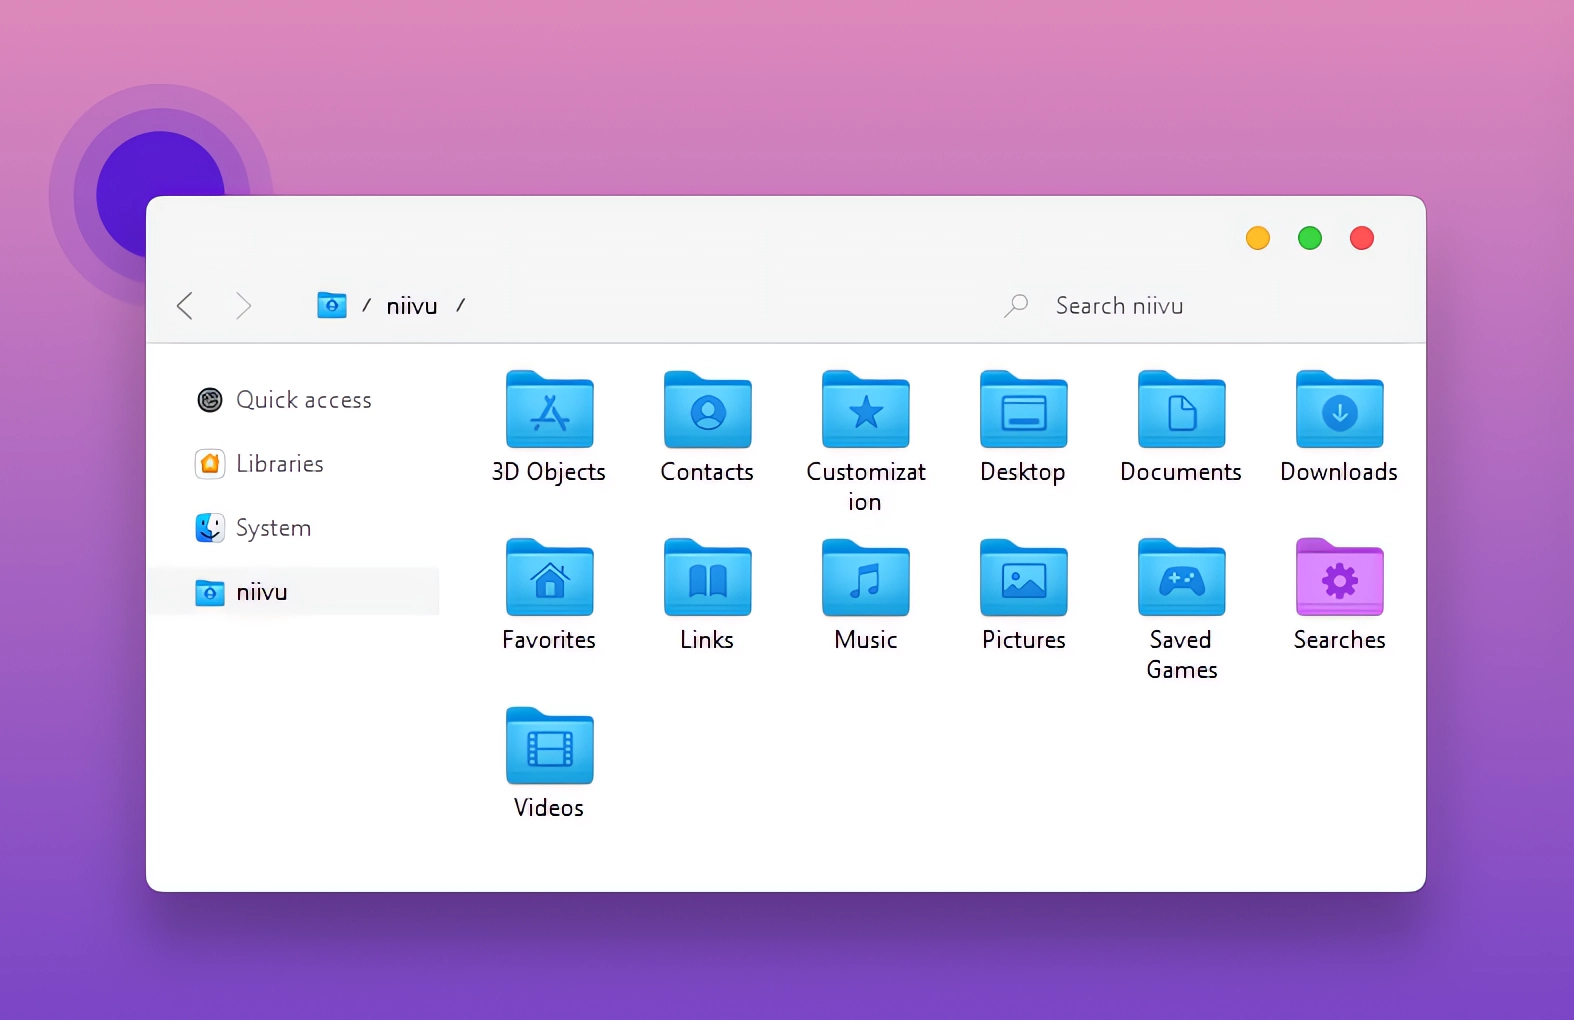 / niivu /
Search niivu
Quick access
Libraries
System
niivu
3D Objects
Contacts
Customizat
ion
Desktop
Documents
Downloads
Favorites
Links
Music
Pictures
Saved
Games
Searches
Videos